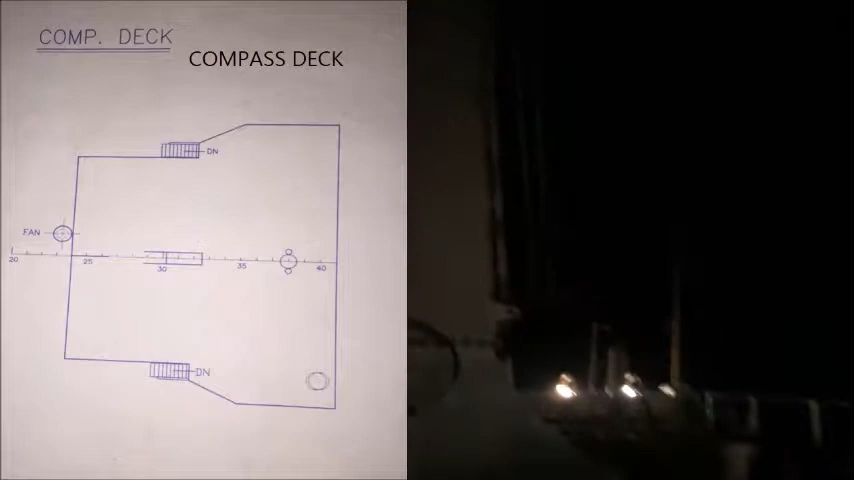 COMP. DECK
COMPASS DECK
DN
FAN
20
25
30
35
40
DN